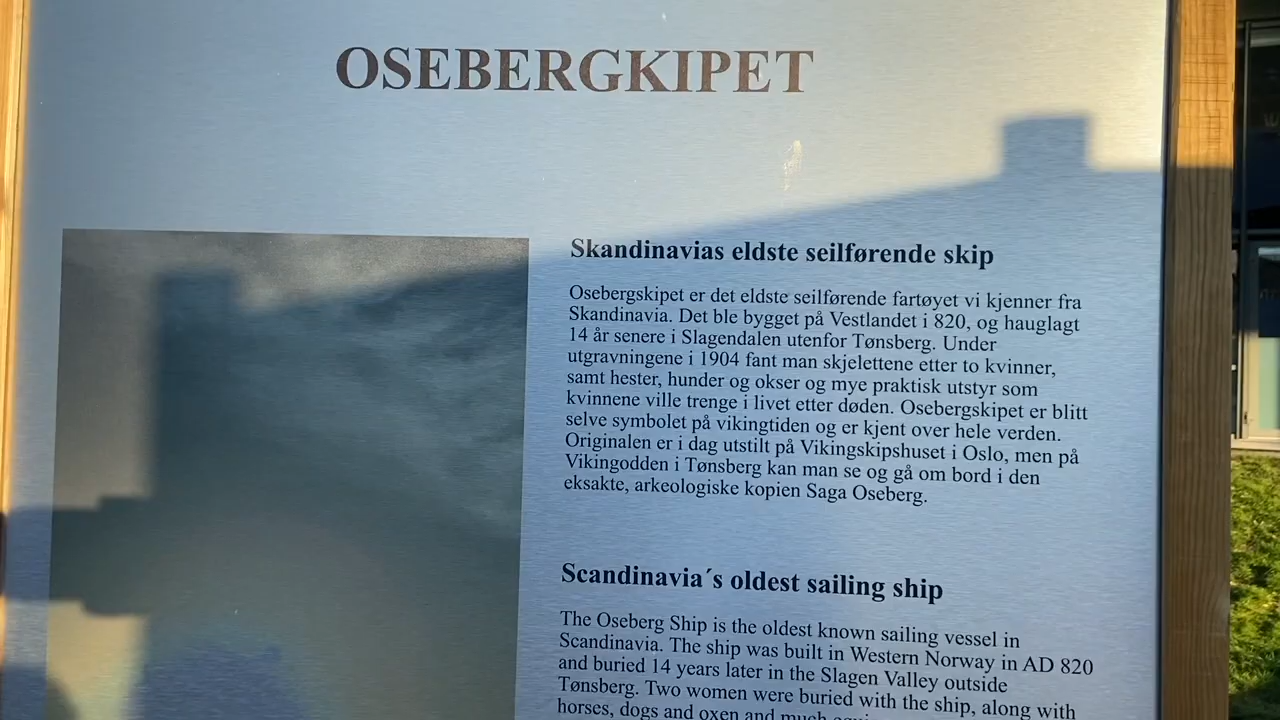 OSEBERGKIPET
Skandinavias eldste seilførende skip
Osebergskipet er det eldste seilførende fartøyet vi kjenner fra
Skandinavia. Det ble bygget på Vestlandet i 820, og hauglagt
14 år senere i Slagendalen utenfor Tønsberg. Under
utgravningene i 1904 fant man skjelettene etter to kvinner,
samt hester, hunder og okser og mye praktisk utstyr som
kvinnene ville trenge i livet etter døden. Osebergskipet er blitt
selve symbolet på vikingtiden og er kjent over hele verden.
Originalen er i dag utstilt på Vikingskipshuset i Oslo, men på
Vikingodden i Tønsberg kan man se og gå om bord i den
eksakte, arkeologiske kopien Saga Oseberg.
Scandinavia´s oldest sailing ship
The Oseberg Ship is the oldest known sailing vessel in
Scandinavia. The ship was built in Western Norway in AD 820
and buried 14 years later in the Slagen Valley outside
Tønsberg. Two women were buried with the ship, along with
horses, dogs and oxen and much